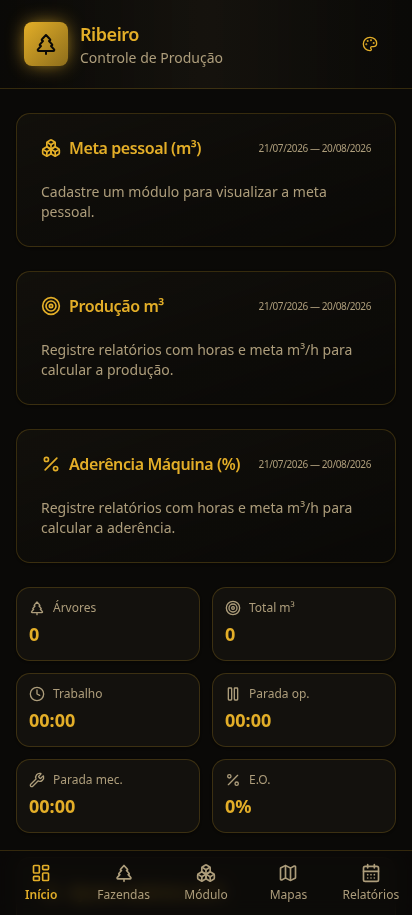 Ribeiro
Controle de Produção
Meta pessoal (m³)
21/07/2026 — 20/08/2026
Cadastre um módulo para visualizar a meta
pessoal.
Produção m³
21/07/2026 — 20/08/2026
Registre relatórios com horas e meta m³/h para
calcular a produção.
Aderência Máquina (%)
21/07/2026 — 20/08/2026
Registre relatórios com horas e meta m³/h para
calcular a aderência.
Árvores
0
Total m³
0
Trabalho
00:00
Parada op.
00:00
Parada mec.
00:00
E.O.
0%
Início
Fazendas
Módulo
Mapas
Relatórios